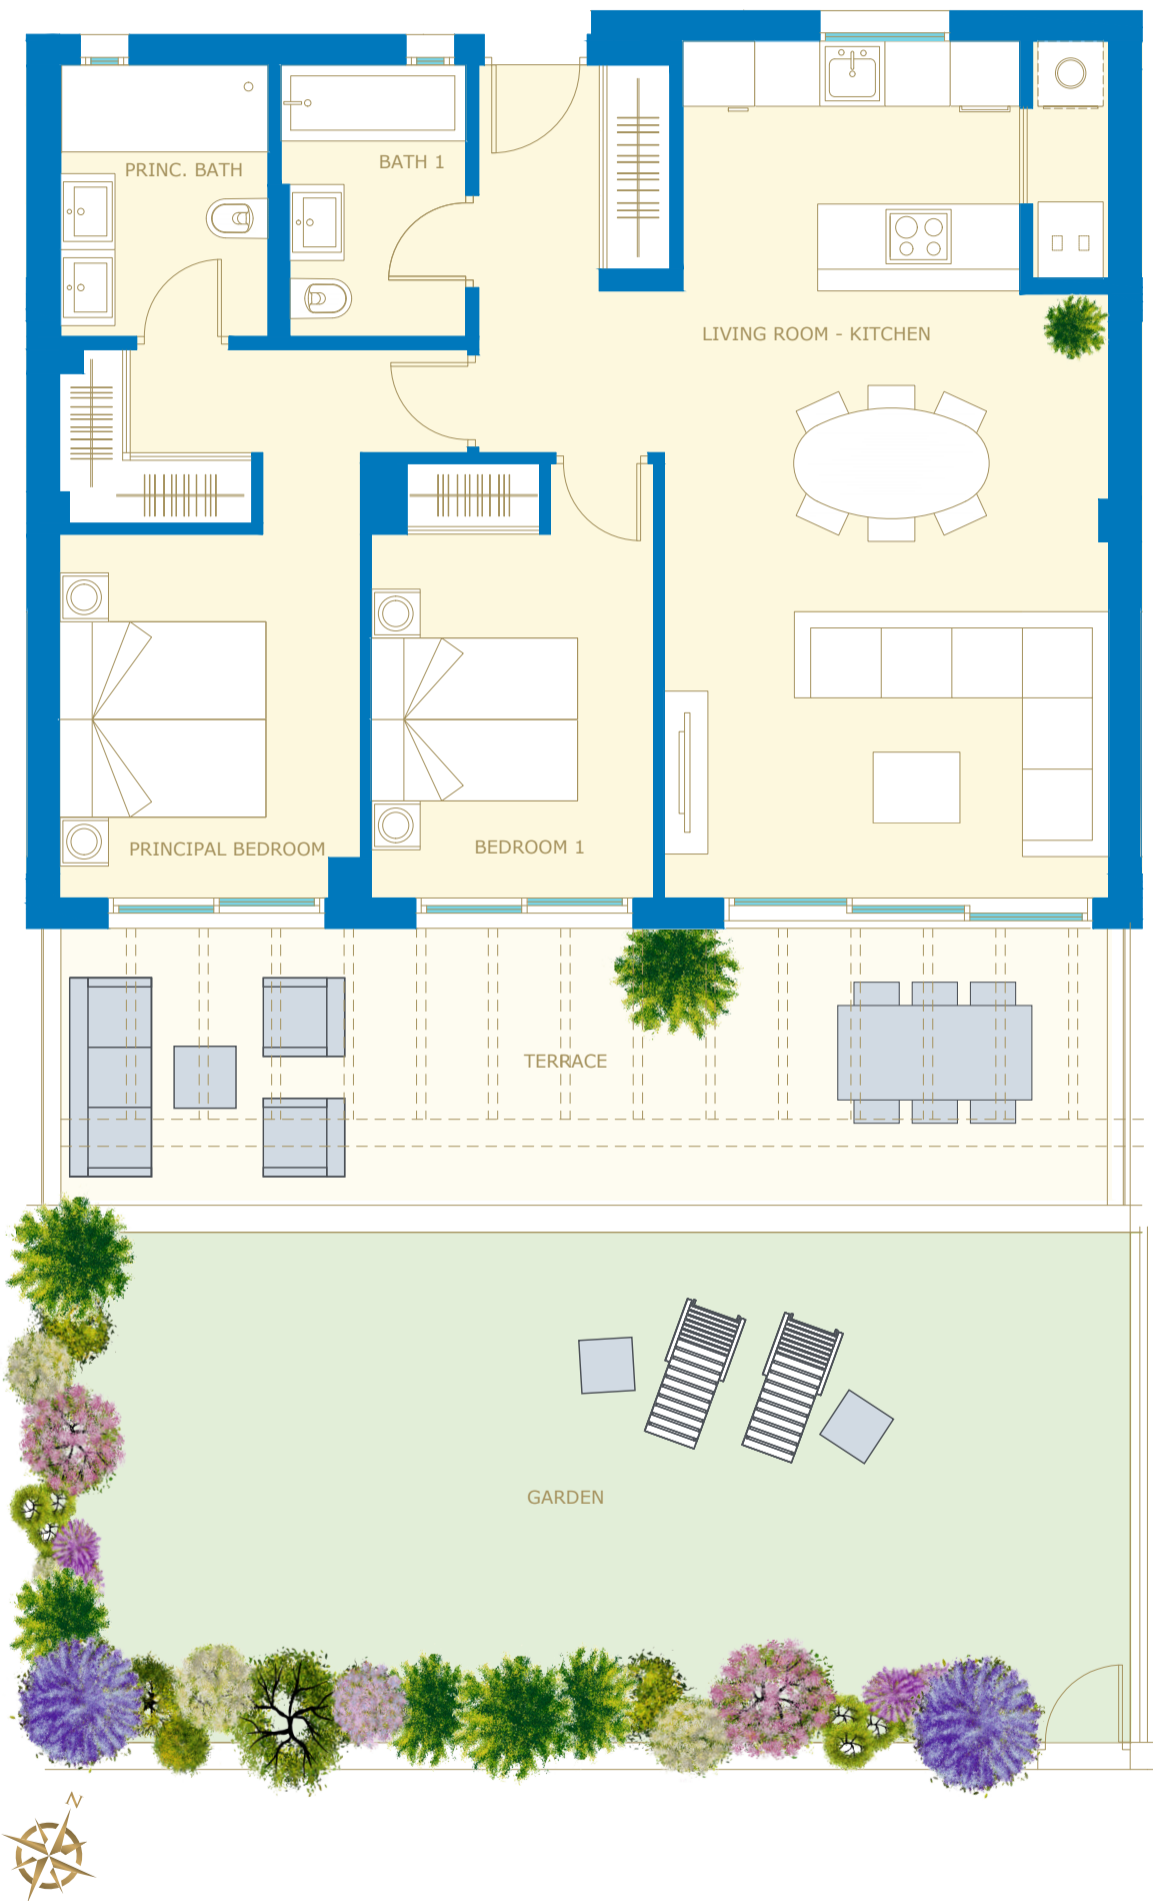 PRINC. BATH
BATH 1
LIVING ROOM - KITCHEN
PRINCIPAL BEDROOM
BEDROOM 1
TERRACE
GARDEN
N